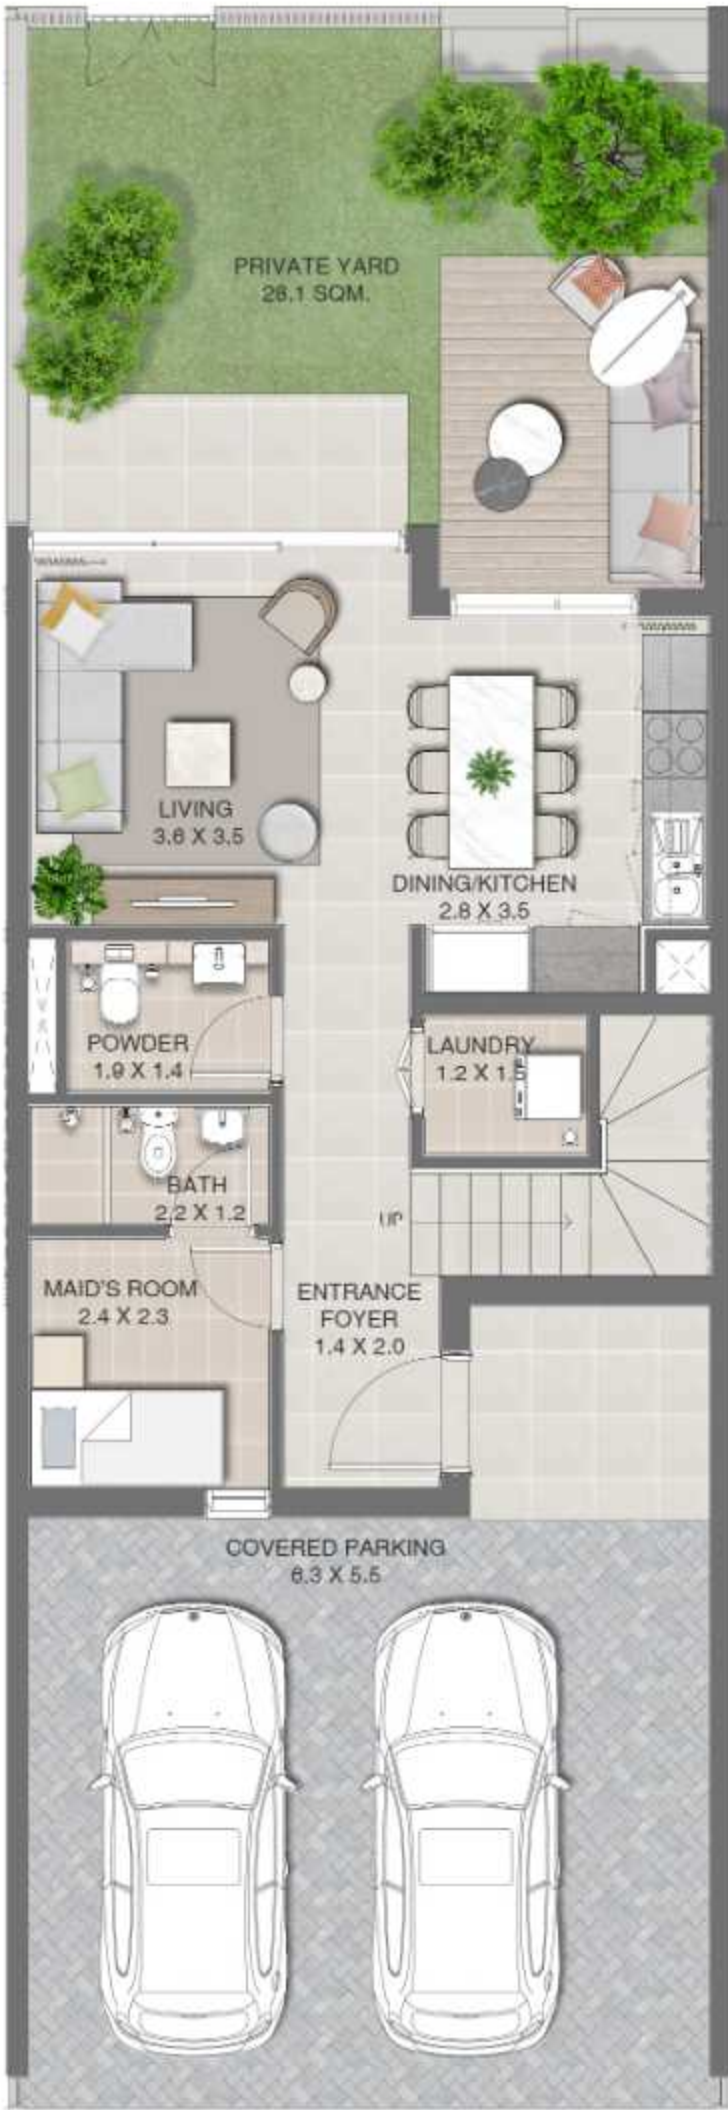 PRIVATE YARD
26.1 SQM.
LIVING
3.6 X 3.5
DINING/KITCHEN
2.8 X 3.5
POWDER
1.9 X 1.4
LAUNDRY
1.2 X 1.
BATH
2.2 X 1.2
UP
MAID'S ROOM
2.4 X 2.3
ENTRANCE
FOYER
1.4 X 2.0
COVERED PARKING
6.3 X 5.5